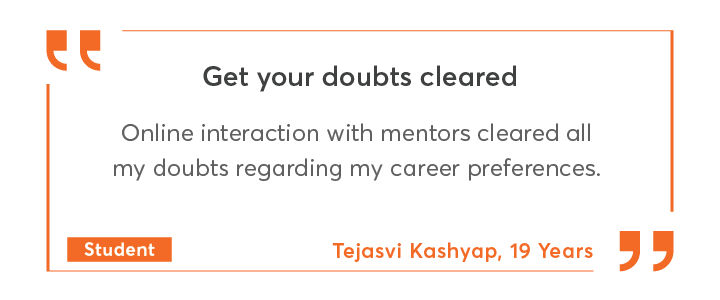 Get your doubts cleared
Online interaction with mentors cleared all
my doubts regarding my career preferences.
Student
Tejasvi Kashyap, 19 Years